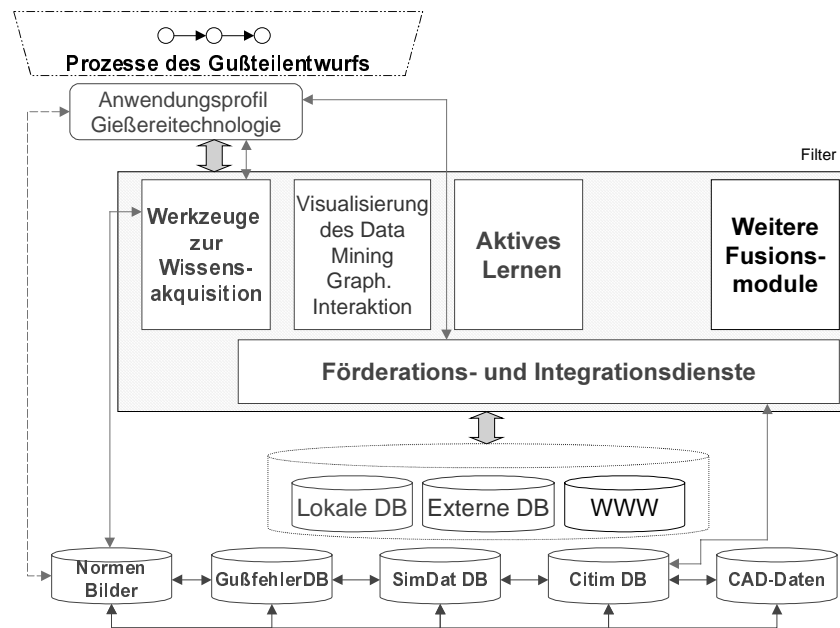 Prozesse des Gußteilentwurfs
Anwendungsprofil
Gießereitechnologie
Filter
Werkzeuge
zur
Wissens-
akquisition
Visualisierung
des Data
Mining
Graph.
Interaktion
Aktives
Lernen
Weitere
Fusions-
module
Förderations- und Integrationsdienste
Lokale DB
Externe DB
WWW
Normen
Bilder
GußfehlerDB
SimDat DB
Citim DB
CAD-Daten